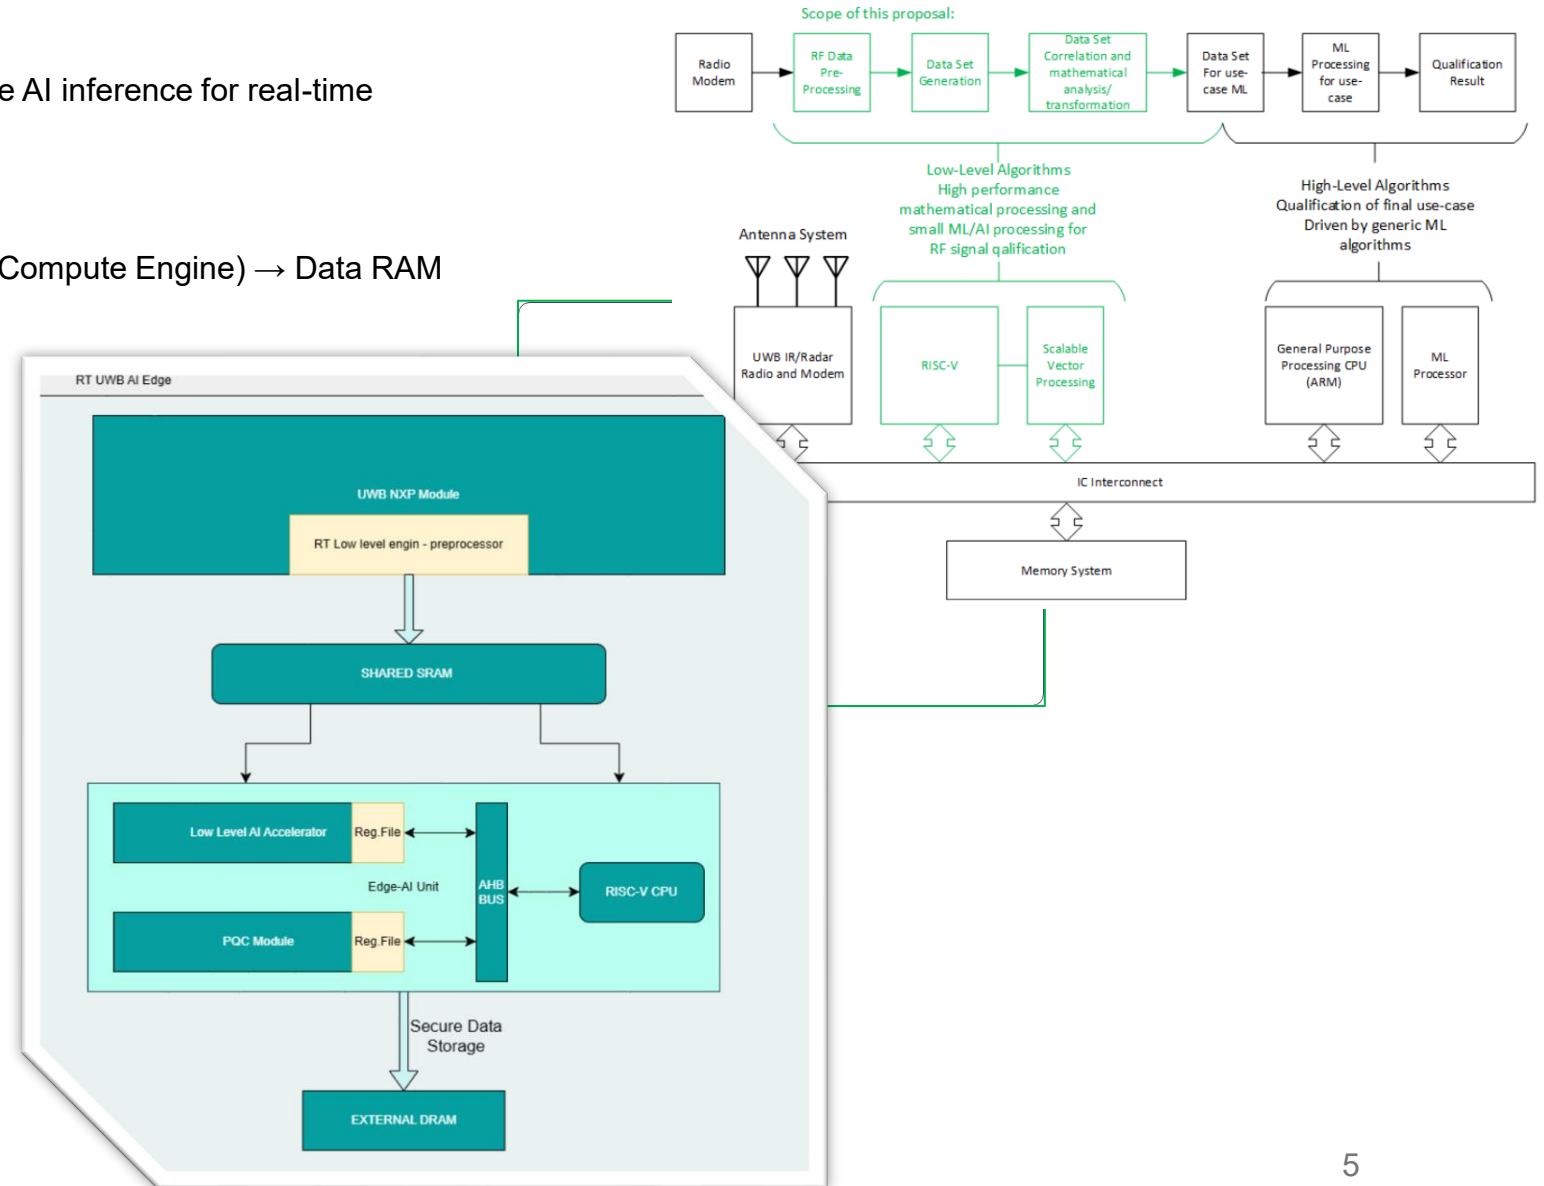 e AI inference for real-time
Compute Engine) → Data RAM
Scope of this proposal:
Radio
Modem
RF Data
Pre-
Processing
Data Set
Generation
Data Set
Correlation and
mathematical
analysis/
transformation
Data Set
For use-
case ML
ML
Processing
for use-
case
Qualification
Result
Low-Level Algorithms
High performance
mathematical processing and
small ML/AI processing for
RF signal qalification
High-Level Algorithms
Qualification of final use-case
Driven by generic ML
algorithms
Antenna System
UWB IR/Radar
Radio and Modem
RISC-V
Scalable
Vector
Processing
General Purpose
Processing CPU
(ARM)
ML
Processor
IC Interconnect
Memory System
RT UWB AI Edge
UWB NXP Module
RT Low level engin - preprocessor
SHARED SRAM
Low Level AI Accelerator
Reg.File
Edge-AI Unit
AHB
BUS
RISC-V CPU
PQC Module
Reg.File
Secure Data
Storage
EXTERNAL DRAM
5